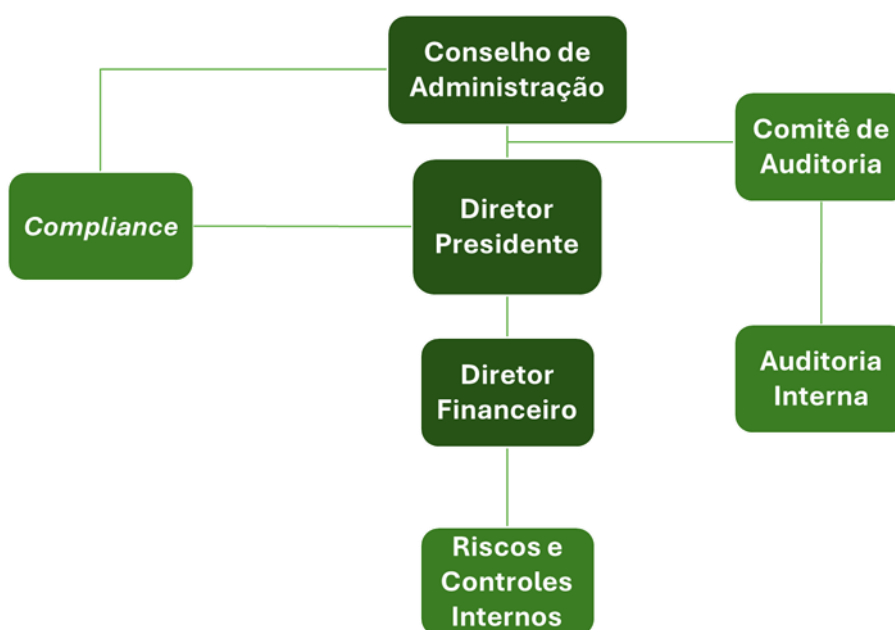 Conselho de
Administração
Comitê de
Auditoria
Compliance
Diretor
Presidente
Diretor
Financeiro
Auditoria
Interna
Riscos e
Controles
Internos